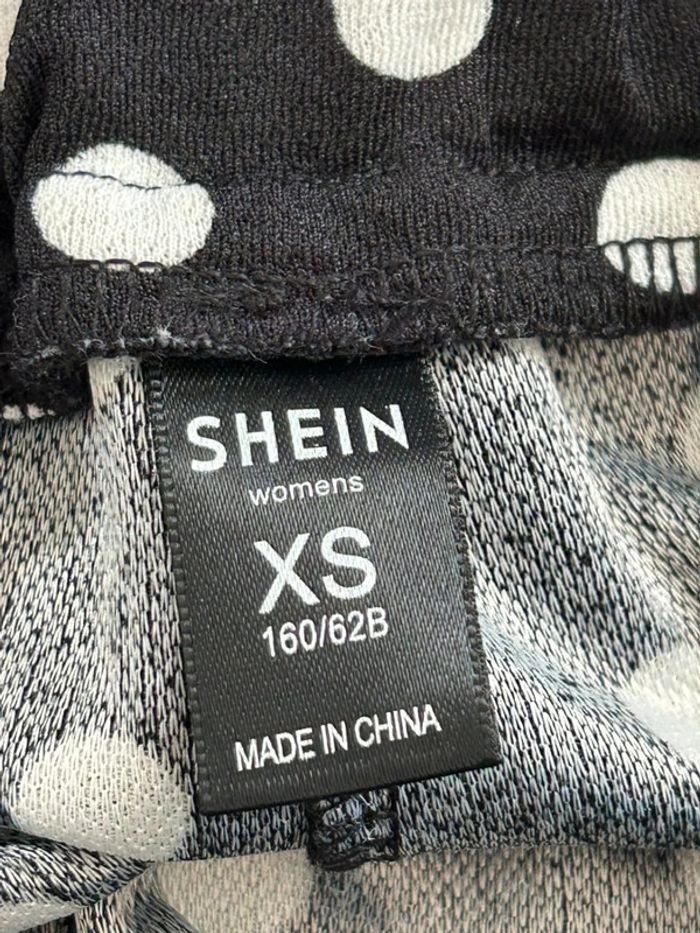 SHEIN
womens
XS
160/62B
MADE IN CHINA